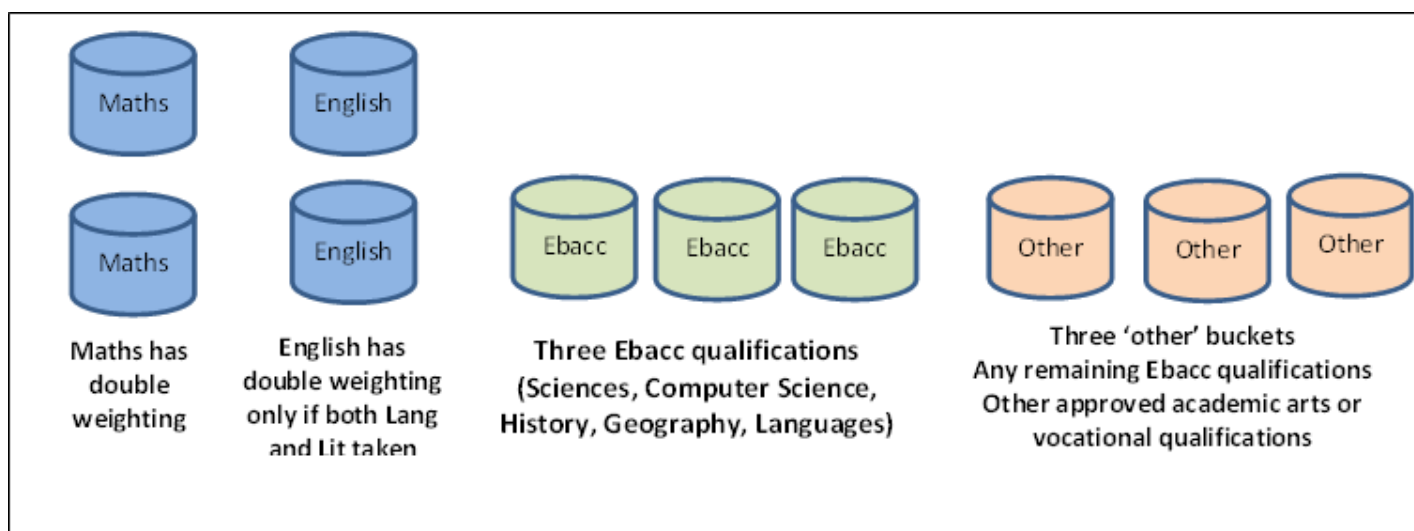 Maths
English
Maths
English
Ebacc
Ebacc
Ebacc
Other
Other
Other
Maths has
double
weighting
English has
double weighting
only if both Lang
and Lit taken
Three Ebacc qualifications
(Sciences, Computer Science,
History, Geography, Languages)
Three ‘other’ buckets
Any remaining Ebacc qualifications
Other approved academic arts or
vocational qualifications